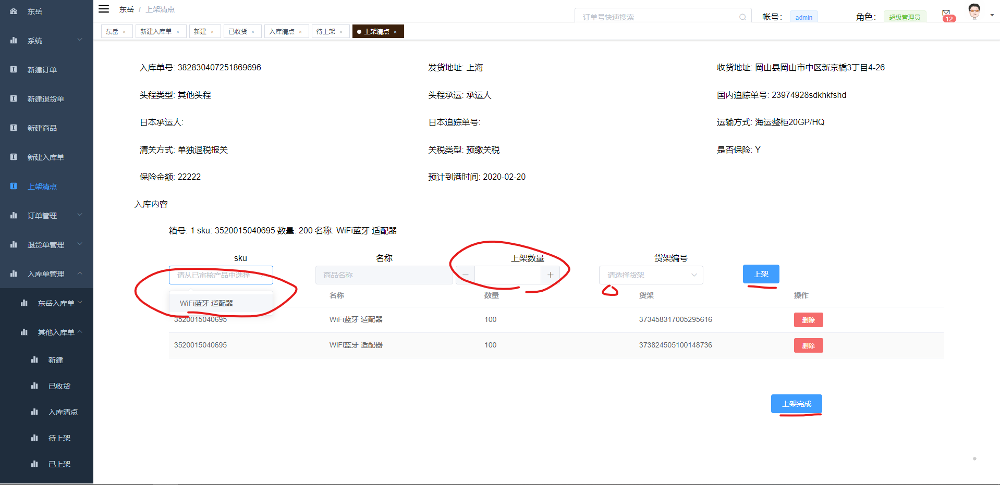 东岳 / 上架清点
订单号快速搜索
帐号： admin
角色： 超级管理员
12
东岳 ×
新建入库单 ×
新建 ×
已收货 ×
入库清点 ×
待上架 ×
上架清点 ×
东岳
系统
新建订单
新建退货单
新建商品
新建入库单
上架清点
订单管理
退货单管理
入库单管理
东岳入库单
其他入库单
新建
已收货
入库清点
待上架
已上架
入库单号: 382830407251869696
发货地址: 上海
收货地址: 岡山县岡山市中区新京橋3丁目4-26
头程类型: 其他头程
头程承运: 承运人
国内追踪单号: 23974928sdkhkfshd
日本承运人:
日本追踪单号:
运输方式: 海运整柜20GP/HQ
清关方式: 单独退税报关
关税类型: 预缴关税
是否保险: Y
保险金额: 22222
预计到港时间: 2020-02-20
入库内容
箱号: 1 sku: 3520015040695 数量: 200 名称: WiFi蓝牙 适配器
sku
名称
上架数量
货架编号
请从已审核产品中选择
商品名称
请选择货架
上架
WiFi蓝牙 适配器
名称
数量
货架
操作
3520015040695
WiFi蓝牙 适配器
100
373458317005295616
删除
3520015040695
WiFi蓝牙 适配器
100
373824505100148736
删除
上架完成